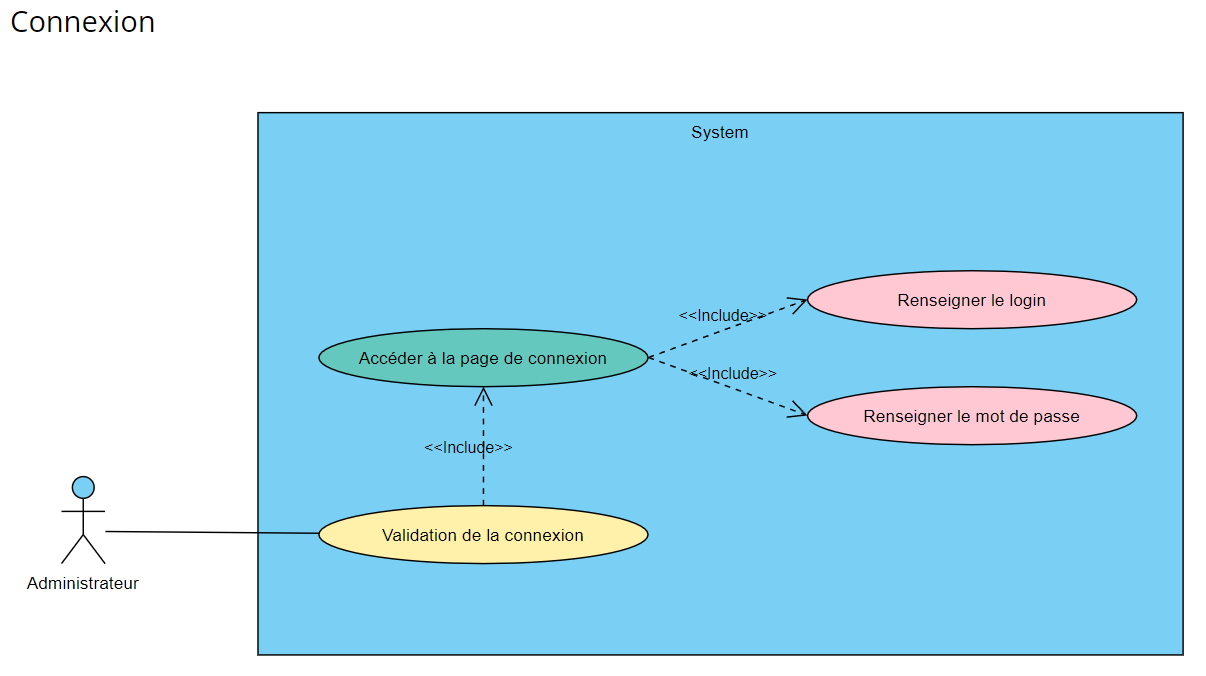 Connexion
System
Renseigner le login
<<Include>>
Accéder à la page de connexion
<<Include>>
Renseigner le mot de passe
<<Include>>
Validation de la connexion
Administrateur